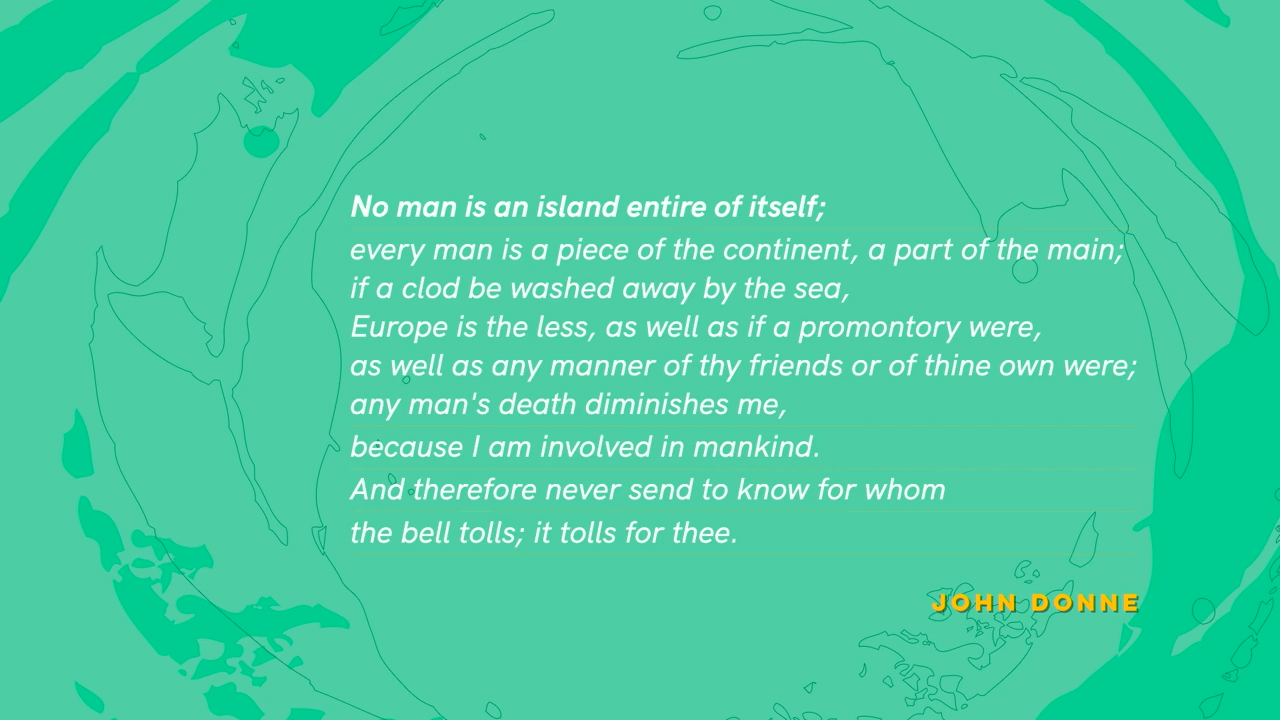 No man is an island entire of itself;
every man is a piece of the continent, a part of the main;
if a clod be washed away by the sea,
Europe is the less, as well as if a promontory were,
as well as any manner of thy friends or of thine own were;
any man's death diminishes me,
because I am involved in mankind.
And therefore never send to know for whom
the bell tolls; it tolls for thee.
JOHN DONNE